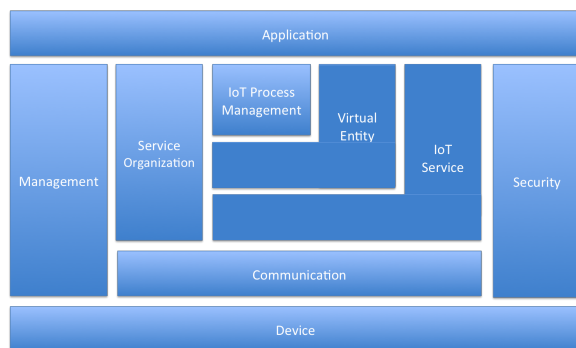 Application
IoT Process
Management
Virtual
Entity
IoT
Service
Service
Organization
Management
Security
Communication
Device